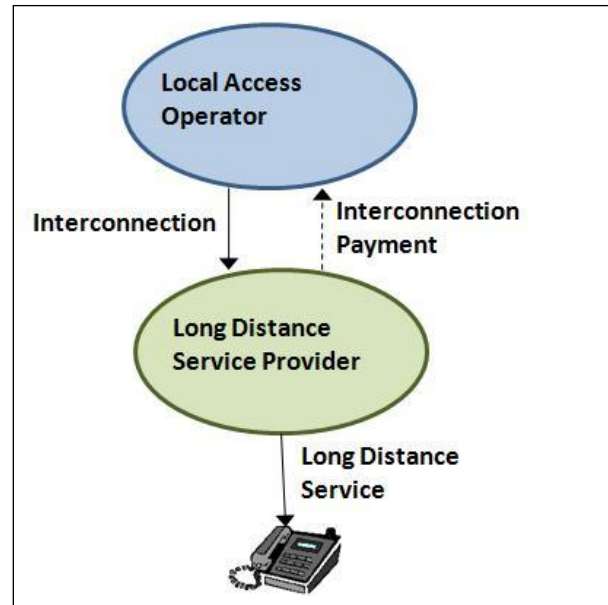 Local Access
Operator
Interconnection
Interconnection
Payment
Long Distance
Service Provider
Long Distance
Service